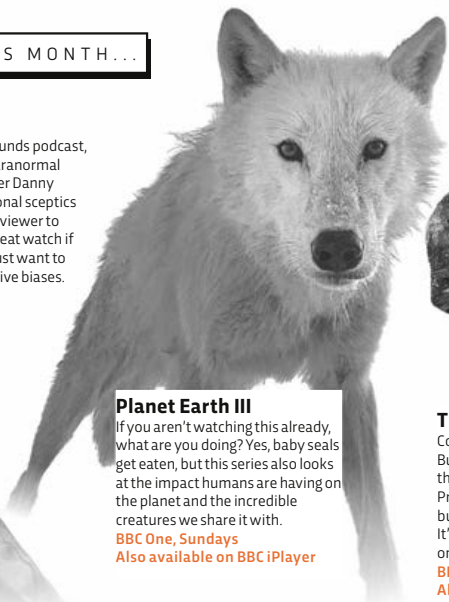 S MONTH...
unds podcast,
ranormal
er Danny
onal sceptics
viewer to
eat watch if
ust want to
ive biases.
Planet Earth III
If you aren't watching this already,
what are you doing? Yes, baby seals
get eaten, but this series also looks
at the impact humans are having on
the planet and the incredible
creatures we share it with.
BBC One, Sundays
Also available on BBC iPlayer
T
Co
Bu
th
Pr
bu
It's
or